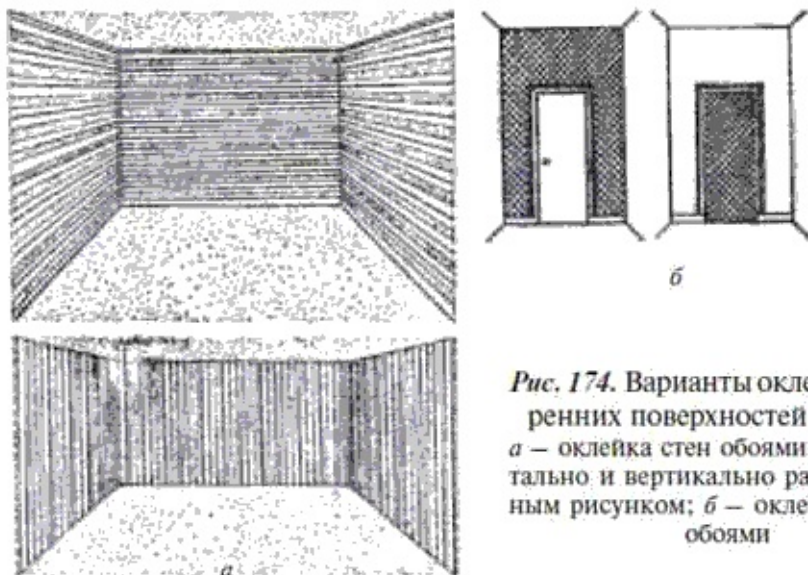 б
Рис. 174. Варианты окле
ренних поверхностей
а – оклейка стен обоями
тально и вертикально ра
ным рисунком; б – окле
обоями
а